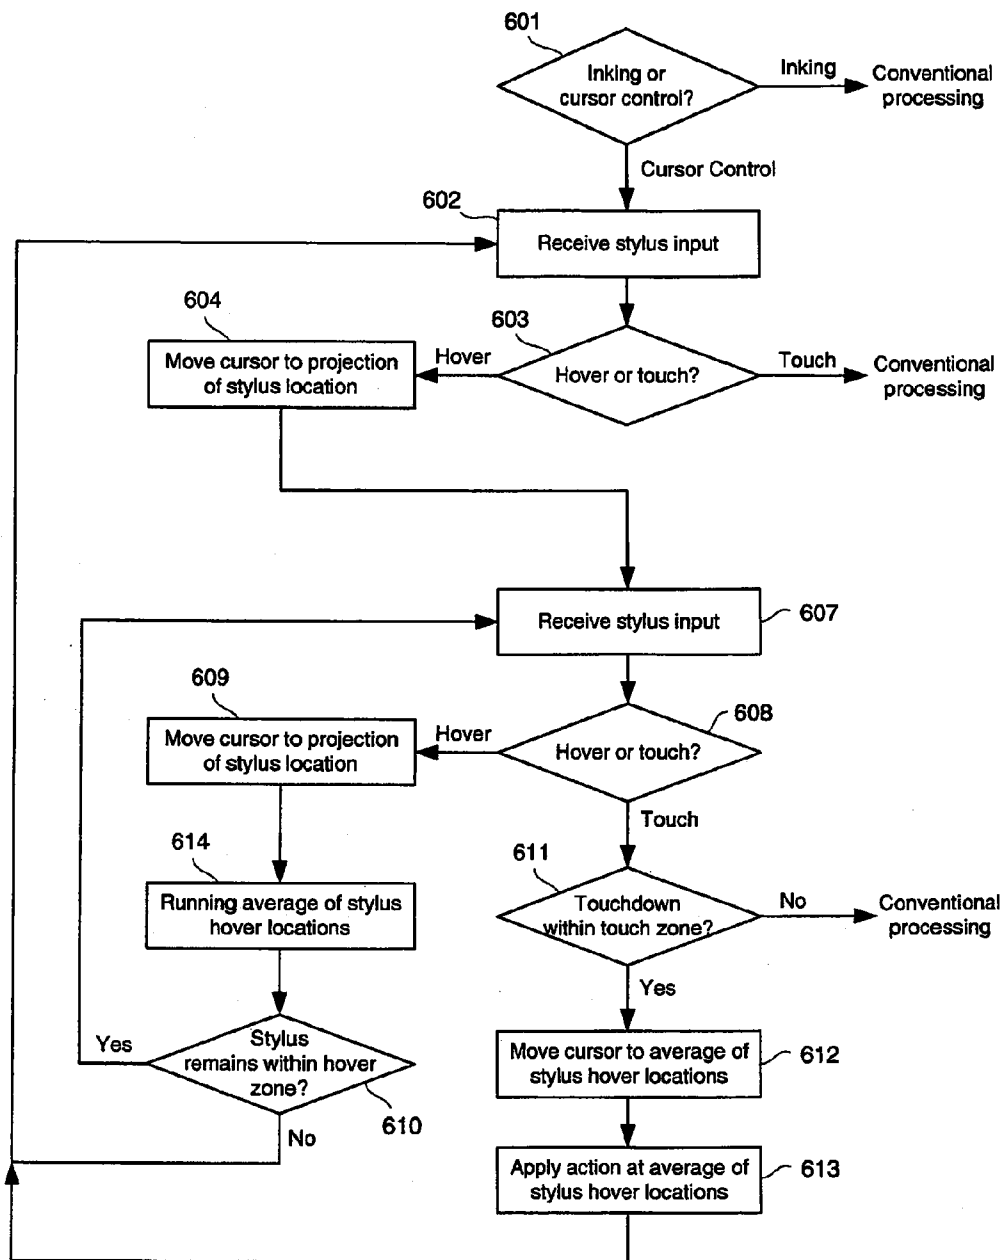 601
Inking or
cursor control?
Inking
Conventional
processing
Cursor Control
602
Receive stylus input
604
Move cursor to projection
of stylus location
603
Hover
Hover or touch?
Touch
Conventional
processing
Receive stylus input
607
609
Move cursor to projection
of stylus location
Hover
608
Hover or touch?
Touch
614
Running average of stylus
hover locations
611
Touchdown
within touch zone?
No
Conventional
processing
Yes
Yes
Stylus
remains within hover
zone?
610
No
Move cursor to average of
stylus hover locations
612
Apply action at average of
stylus hover locations
613